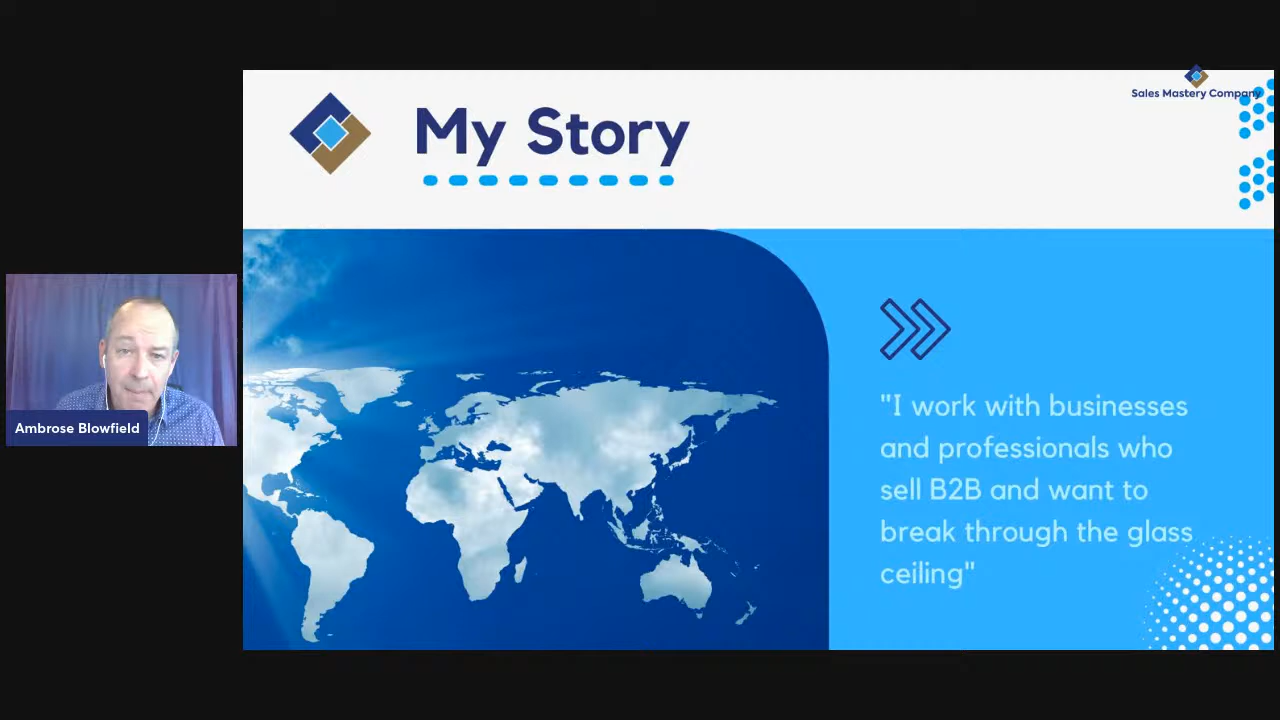 Sales Mastery Company
My Story
Ambrose Blowfield
"I work with businesses
and professionals who
sell B2B and want to
break through the glass
ceiling"